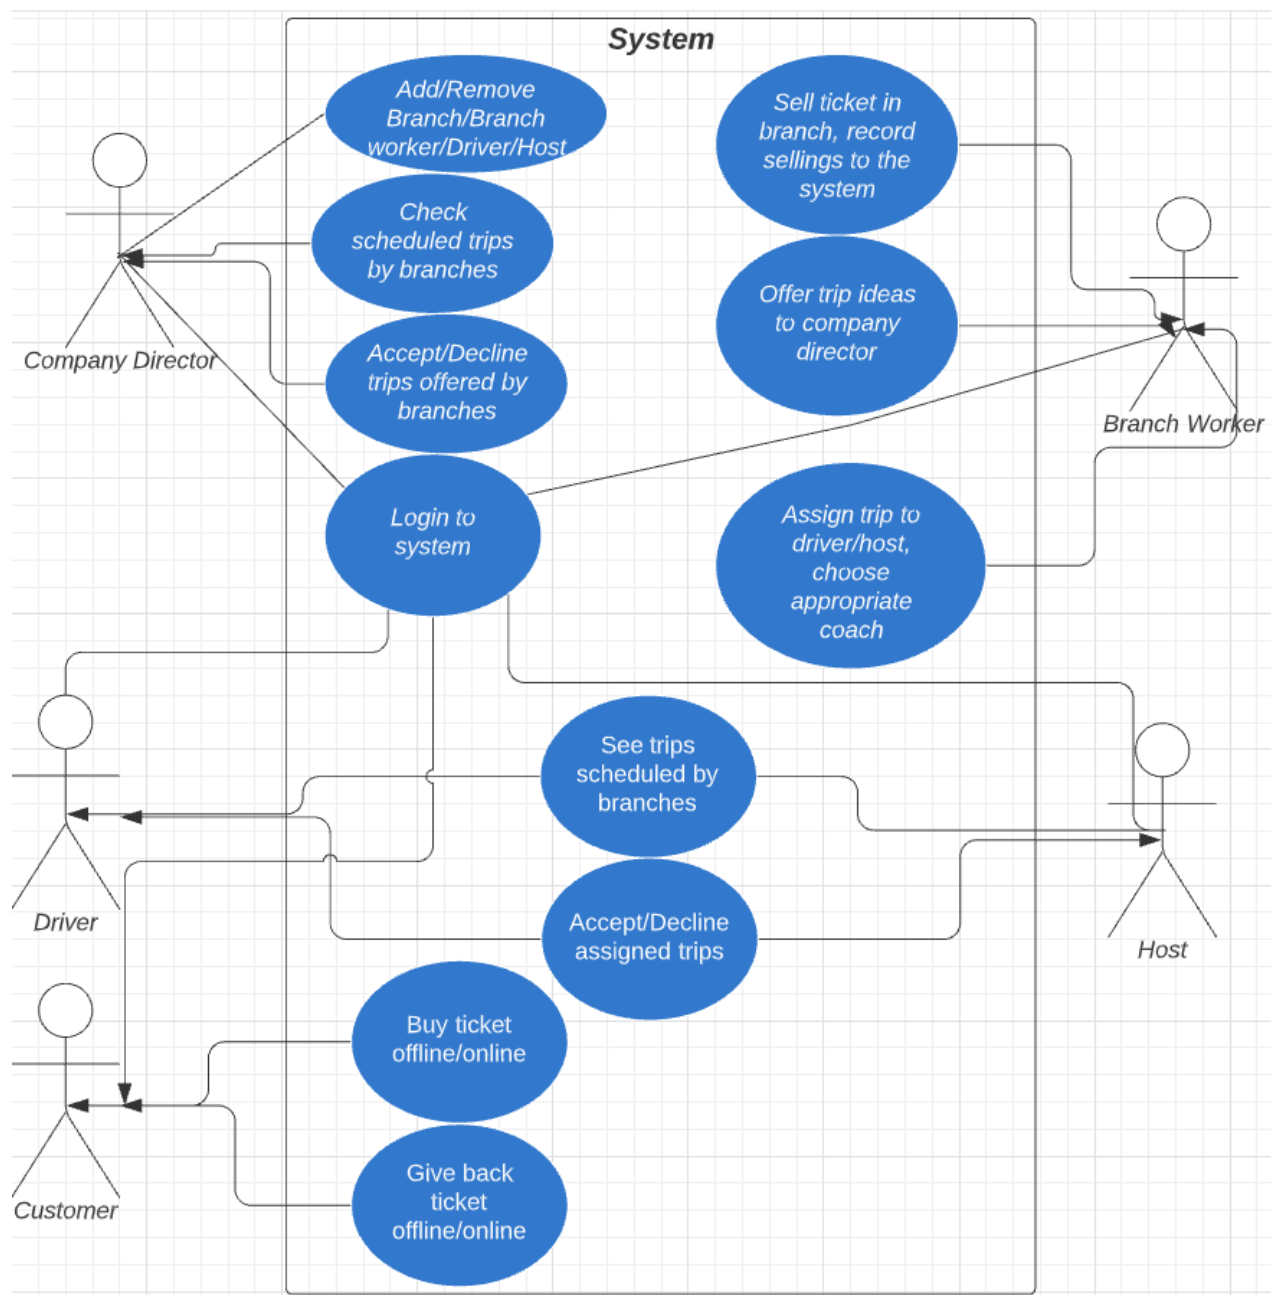 System
Add/Remove
Branch/Branch
worker/Driver/Host
Sell ticket in
branch, record
sellings to the
system
Check
scheduled trips
by branches
Offer trip ideas
to company
director
Company Director
Accept/Decline
trips offered by
branches
Branch Worker
Login to
system
Assign trip to
driver/host,
choose
appropriate
coach
See trips
scheduled by
branches
Driver
Accept/Decline
assigned trips
Host
Buy ticket
offline/online
Customer
Give back
ticket
offline/online